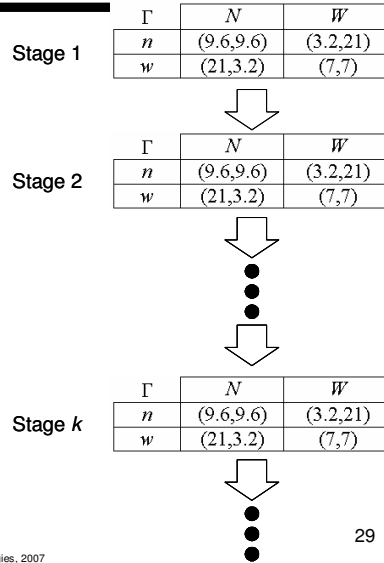 Γ N W
Stage 1
n (9.6,9.6) (3.2,21)
w (21,3.2) (7,7)
Γ N W
Stage 2
n (9.6,9.6) (3.2,21)
w (21,3.2) (7,7)
Γ N W
Stage k
n (9.6,9.6) (3.2,21)
w (21,3.2) (7,7)
29
gies, 2007